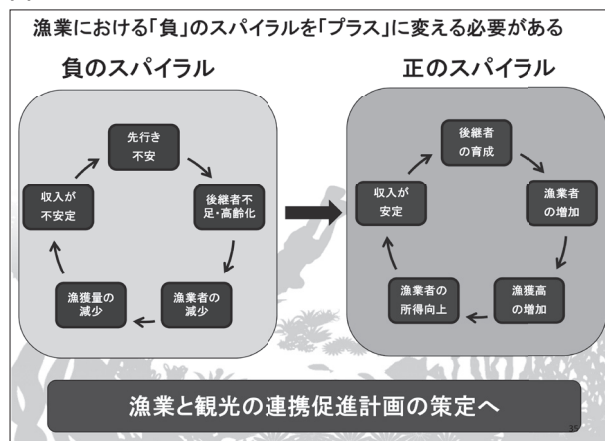 漁業における「負」のスパイラルを「プラス」に変える必要がある
負のスパイラル
先行き
不安
後継者不
足・高齢化
漁業者の
減少
漁獲量の
減少
収入が
不安定
正のスパイラル
後継者
の育成
漁業者
の増加
漁獲高
の増加
漁業者の
所得向上
収入が
安定
漁業と観光の連携促進計画の策定へ